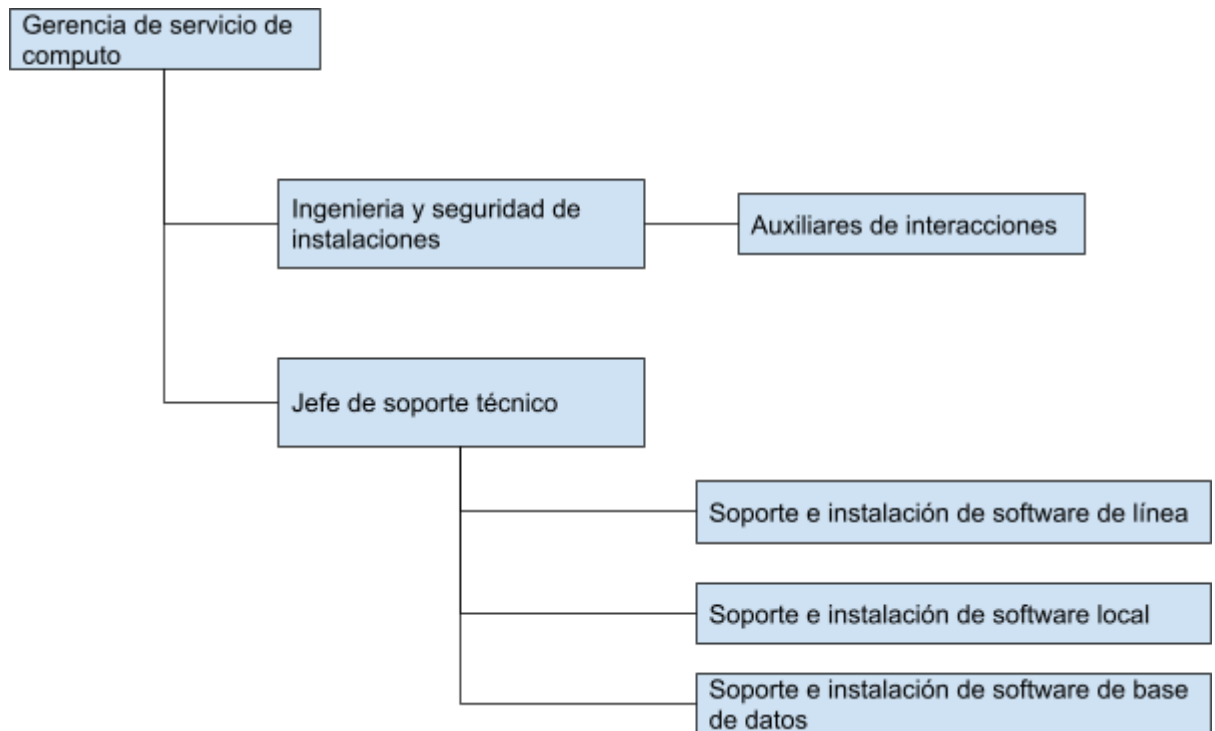 Gerencia de servicio de
computo
Ingenieria y seguridad de
instalaciones
Auxiliares de interacciones
Jefe de soporte técnico
Soporte e instalación de software de línea
Soporte e instalación de software local
Soporte e instalación de software de base
de datos